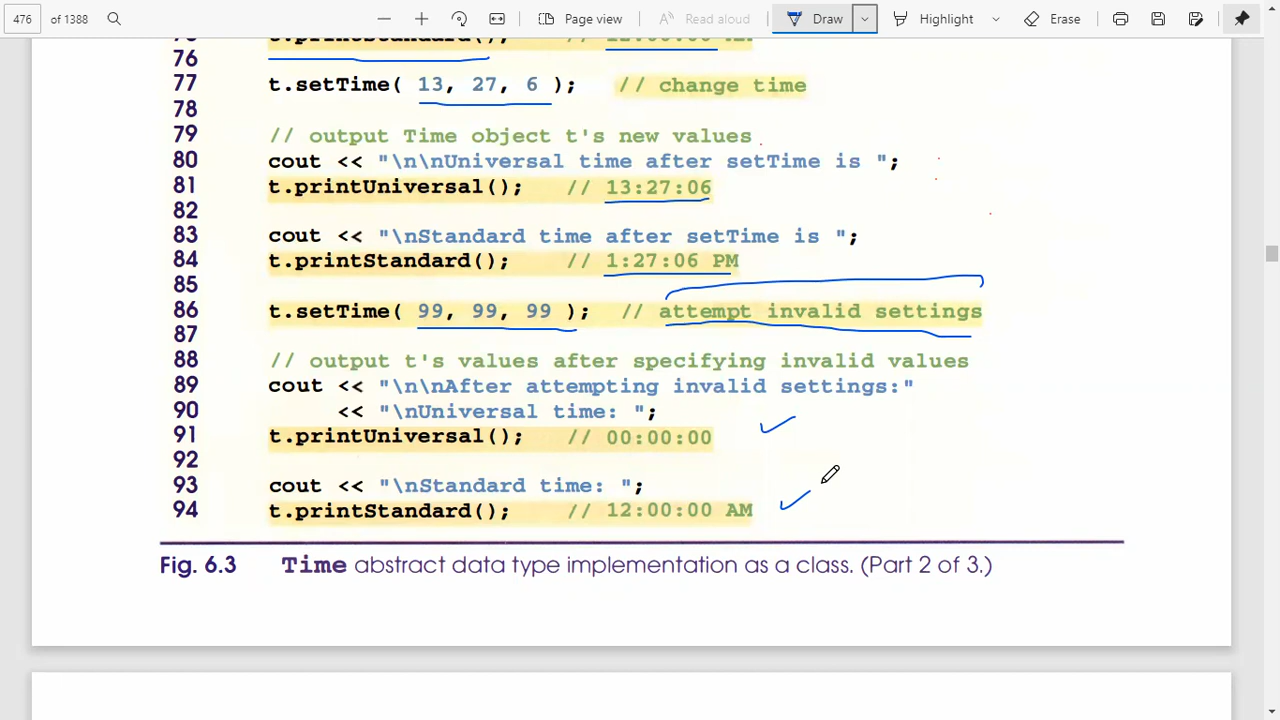 476 of 1388 Page view Read aloud Draw Highlight Erase
t.printStandard(); // 12:00:00 AM
76
77 t.setTime( 13, 27, 6 ); // change time
78
79 // output Time object t's new values
80 cout << "\n\nUniversal time after setTime is ";
81 t.printUniversal(); // 13:27:06
82
83 cout << "\nStandard time after setTime is ";
84 t.printStandard(); // 1:27:06 PM
85
86 t.setTime( 99, 99, 99 ); // attempt invalid settings
87
88 // output t's values after specifying invalid values
89 cout << "\n\nAfter attempting invalid settings:"
90 << "\nUniversal time: ";
91 t.printUniversal(); // 00:00:00
92
93 cout << "\nStandard time: ";
94 t.printStandard(); // 12:00:00 AM
Fig. 6.3 Time abstract data type implementation as a class. (Part 2 of 3.)